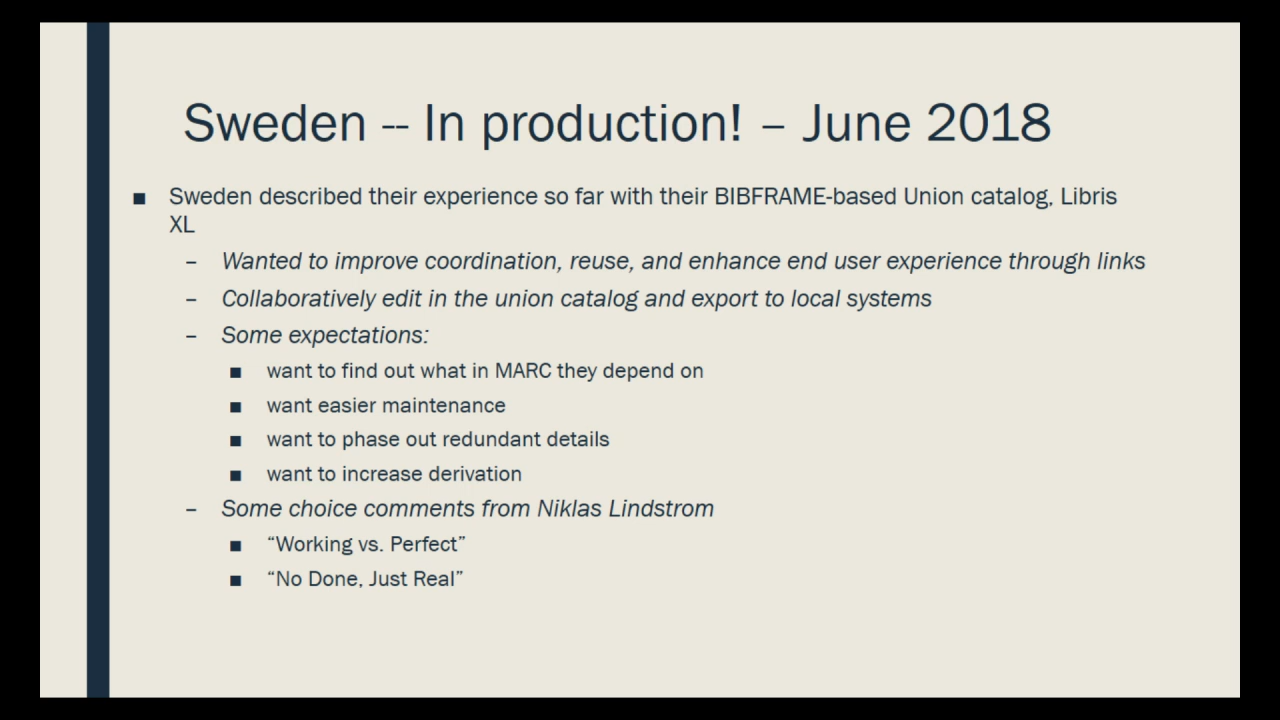 Sweden -- In production! – June 2018
■ Sweden described their experience so far with their BIBFRAME-based Union catalog, Libris
XL
– Wanted to improve coordination, reuse, and enhance end user experience through links
– Collaboratively edit in the union catalog and export to local systems
– Some expectations:
■ want to find out what in MARC they depend on
■ want easier maintenance
■ want to phase out redundant details
■ want to increase derivation
– Some choice comments from Niklas Lindstrom
■ “Working vs. Perfect”
■ “No Done, Just Real”